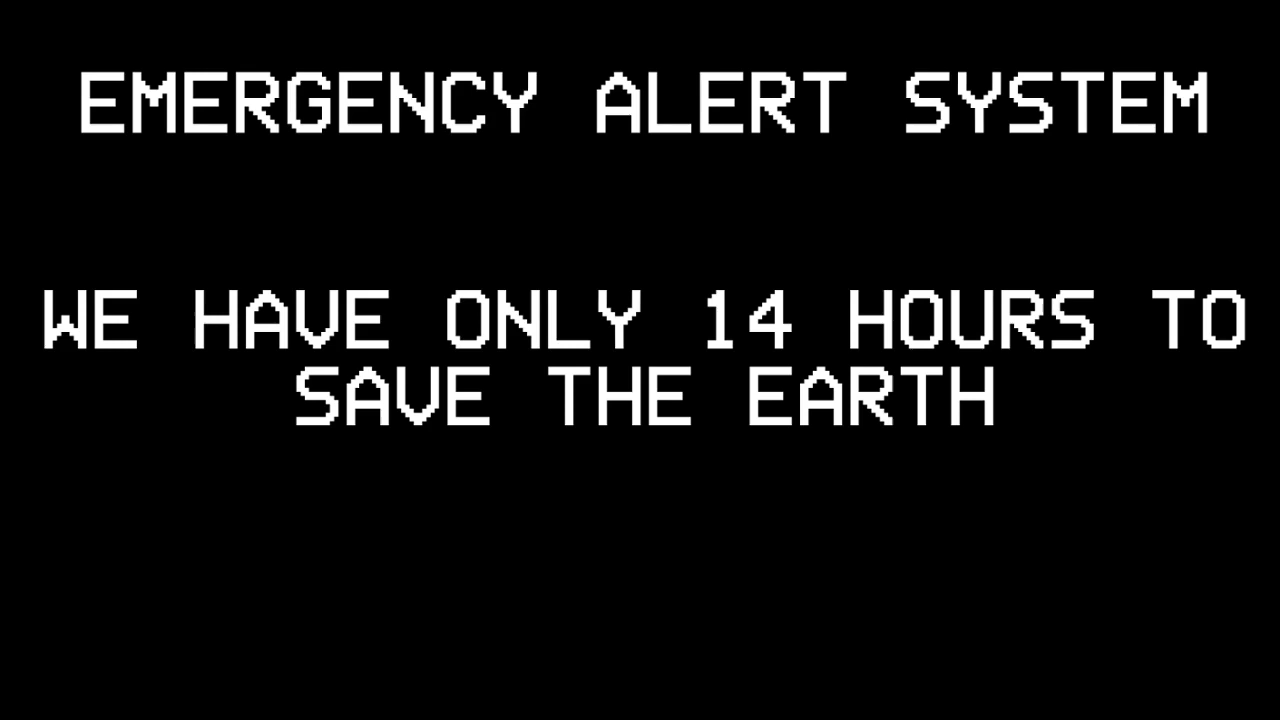 EMERGENCY ALERT SYSTEM
WE HAVE ONLY 14 HOURS TO
SAVE THE EARTH